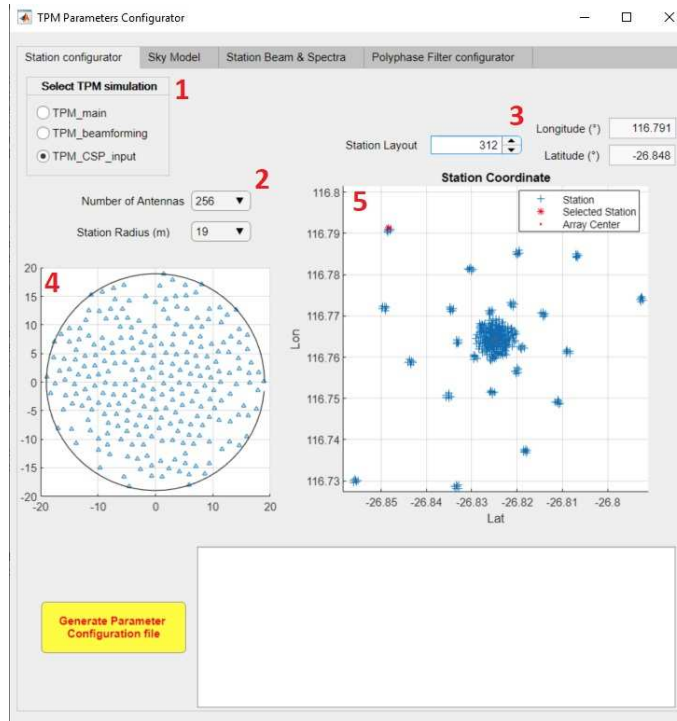 TPM Parameters Configurator
Station configurator Sky Model Station Beam & Spectra Polyphase Filter configurator
Select TPM simulation 1
TPM_main
TPM_beamforming
TPM_CSP_input
Number of Antennas 256 2
Station Radius (m) 19
3
Station Layout 312
Longitude (°) 116.791
Latitude (°) -26.848
4
20
15
10
5
0
-5
-10
-15
-20
-20 -10 0 10 20
Station Coordinate
5
Station
Selected Station
Array Center
116.8
116.79
116.78
116.77
116.76
116.75
116.74
116.73
Lon
-26.85 -26.84 -26.83 -26.82 -26.81 -26.8
Lat
Generate Parameter
Configuration file